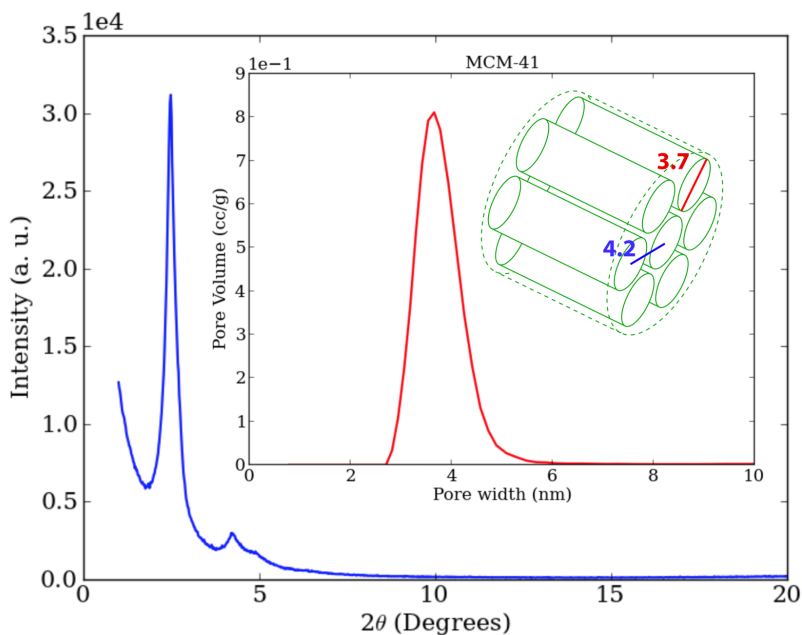 3.5 1e4
3.0
2.5
2.0
1.5
1.0
0.5
0.0
Intensity (a. u.)
0 5 10 15 20
2θ (Degrees)
MCM-41
1e−1
9
8
7
6
5
4
3
2
1
0
Pore Volume (cc/g)
0 2 4 6 8 10
Pore width (nm)
3.7
4.2